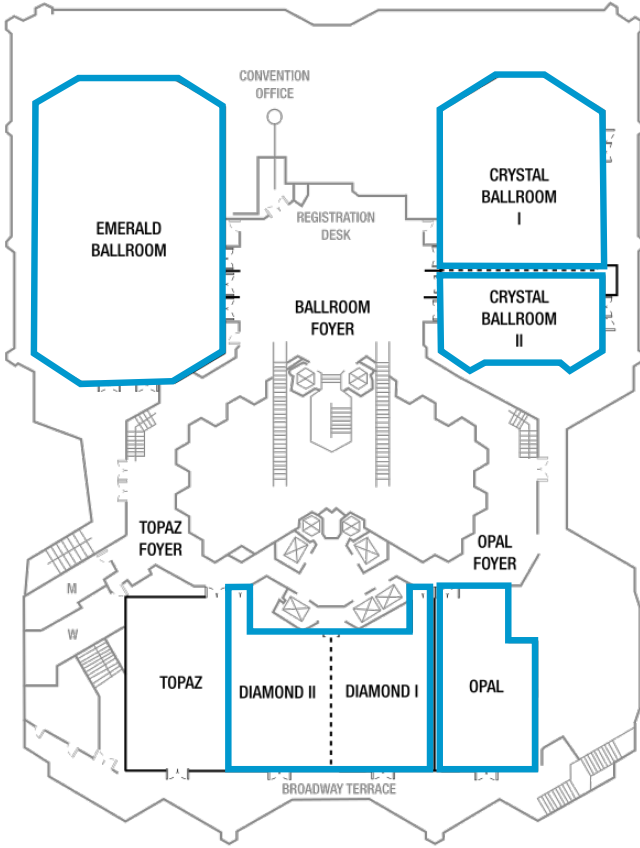 CONVENTION
OFFICE
EMERALD
BALLROOM
CRYSTAL
BALLROOM
I
REGISTRATION
DESK
BALLROOM
FOYER
CRYSTAL
BALLROOM
II
TOPAZ
FOYER
OPAL
FOYER
M
W
TOPAZ
DIAMOND II
DIAMOND I
OPAL
BROADWAY TERRACE